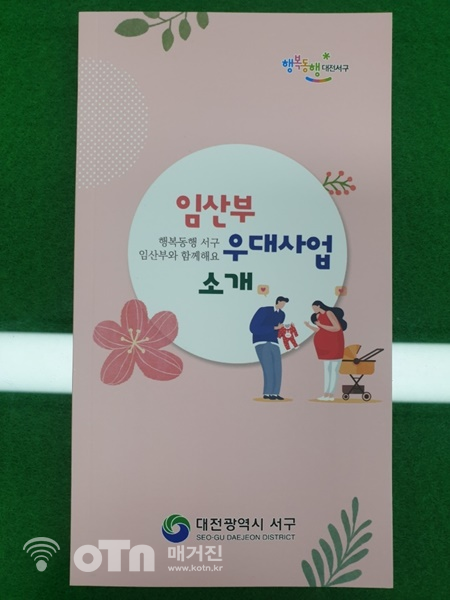 행복동행 대전서구
임산부
행복동행 서구
임산부와 함께해요
우대사업
소개
대전광역시 서구
SEO-GU DAEJEON DISTRICT
OTN 매거진
www.kotn.kr